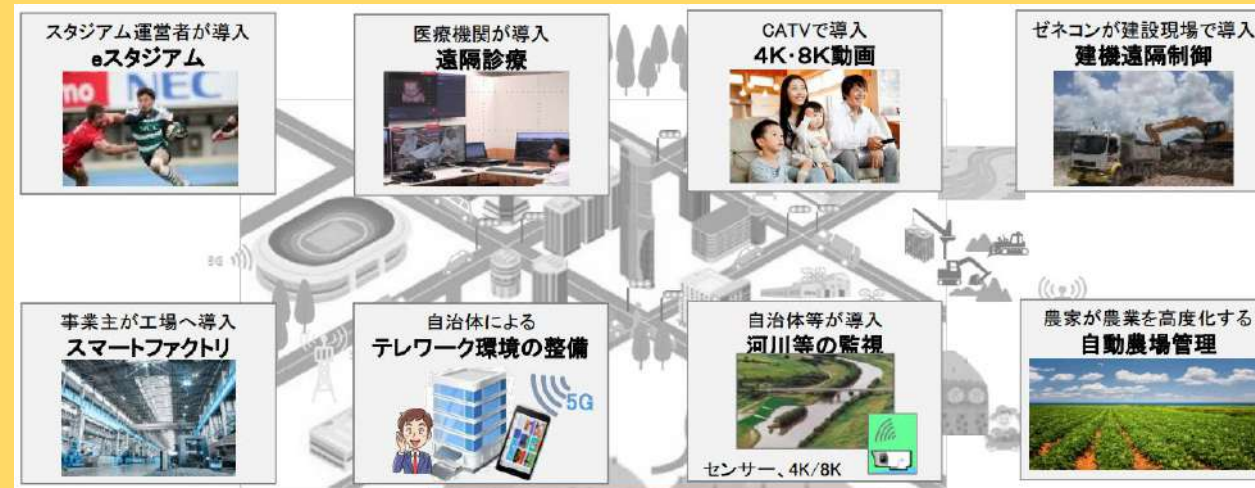 スタジアム運営者が導入
eスタジアム
NEC
医療機関が導入
遠隔診療
CATVで導入
4K・8K動画
ゼネコンが建設現場で導入
建機遠隔制御
5G
事業主が工場へ導入
スマートファクトリ
自治体による
テレワーク環境の整備
5G
自治体等が導入
河川等の監視
センサー、4K/8K
農家が農業を高度化する
自動農場管理